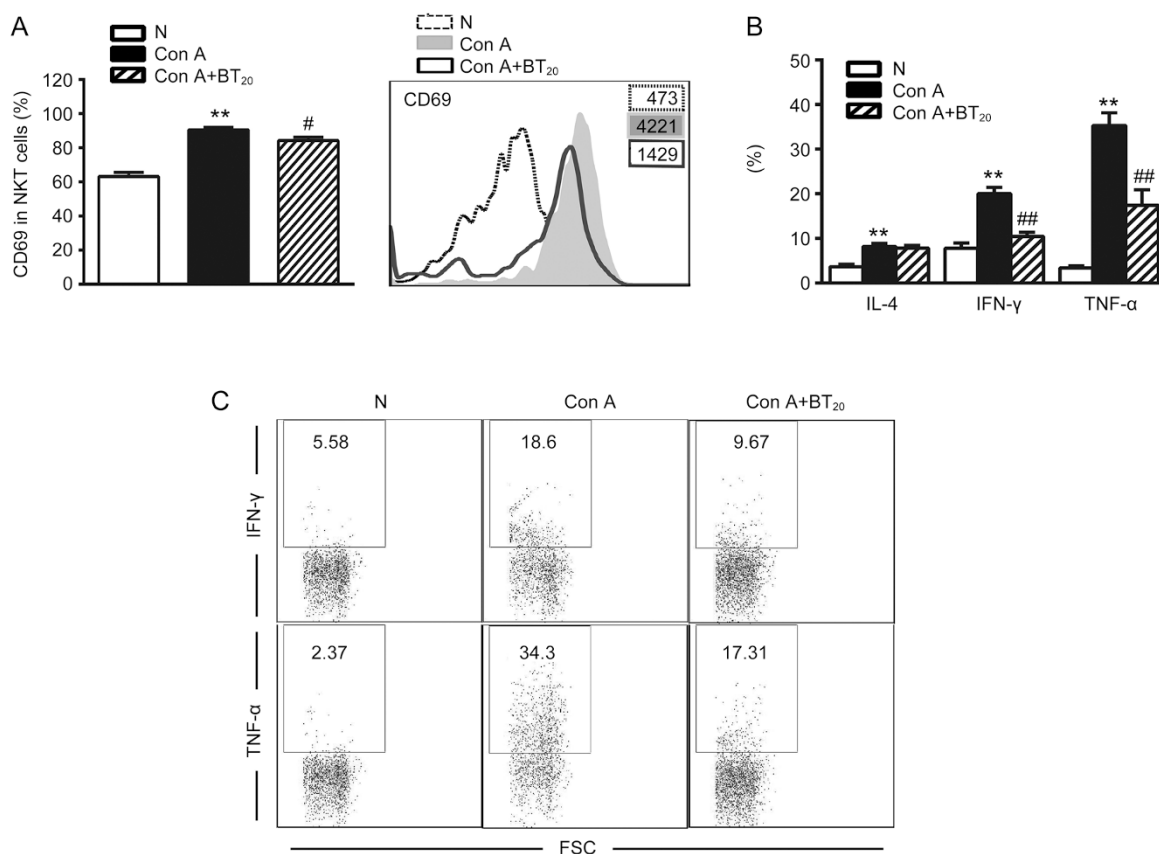 A
N
Con A
Con A+BT₂₀
CD69 in NKT cells (%)
120
100
80
60
40
20
0
**
#
N
Con A
Con A+BT₂₀
CD69
473
4221
1429
B
N
Con A
Con A+BT₂₀
(%)
50
40
30
20
10
0
**
**
##
**
##
IL-4
IFN-γ
TNF-α
C
N
Con A
Con A+BT₂₀
IFN-γ
5.58
18.6
9.67
TNF-α
2.37
34.3
17.31
FSC